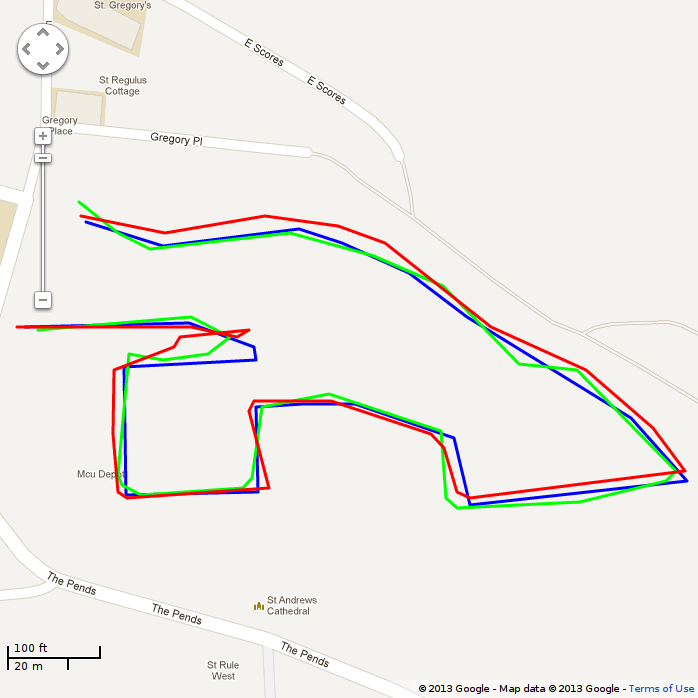 St. Gregory's
E Scores
E Scores
St Regulus
Cottage
Gregory
Place
Gregory Pl
Mcu Depot
The Pends
The Pends
The Pends
St Andrews
Cathedral
St Rule
West
100 ft
20 m
© 2013 Google - Map data © 2013 Google - Terms of Use